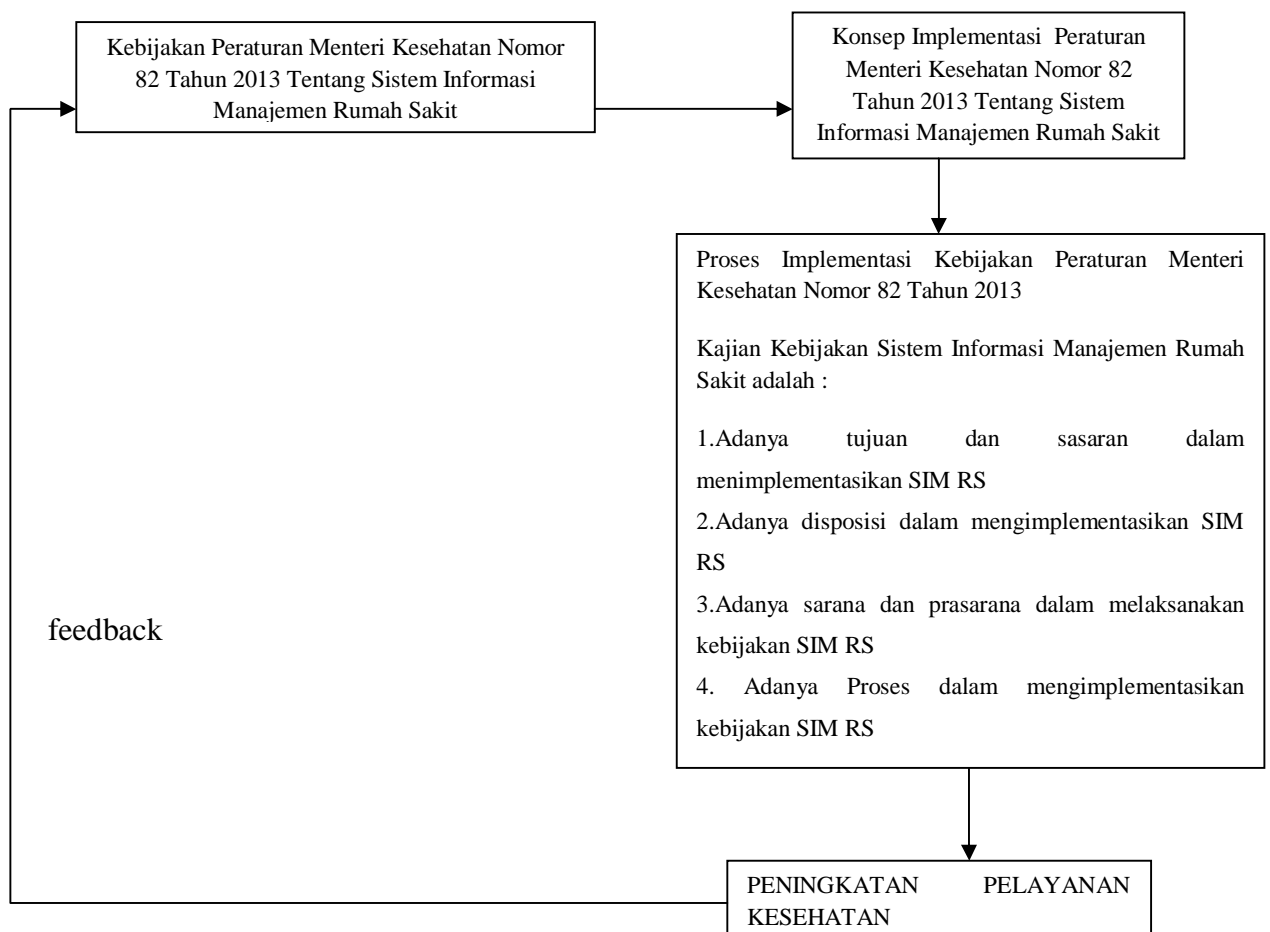 Kebijakan Peraturan Menteri Kesehatan Nomor
82 Tahun 2013 Tentang Sistem Informasi
Manajemen Rumah Sakit
Konsep Implementasi Peraturan
Menteri Kesehatan Nomor 82
Tahun 2013 Tentang Sistem
Informasi Manajemen Rumah Sakit
Proses Implementasi Kebijakan Peraturan Menteri
Kesehatan Nomor 82 Tahun 2013
Kajian Kebijakan Sistem Informasi Manajemen Rumah
Sakit adalah :
1.Adanya tujuan dan sasaran dalam
menimplementasikan SIM RS
2.Adanya disposisi dalam mengimplementasikan SIM
RS
3.Adanya sarana dan prasarana dalam melaksanakan
kebijakan SIM RS
4. Adanya Proses dalam mengimplementasikan
kebijakan SIM RS
feedback
PENINGKATAN PELAYANAN
KESEHATAN